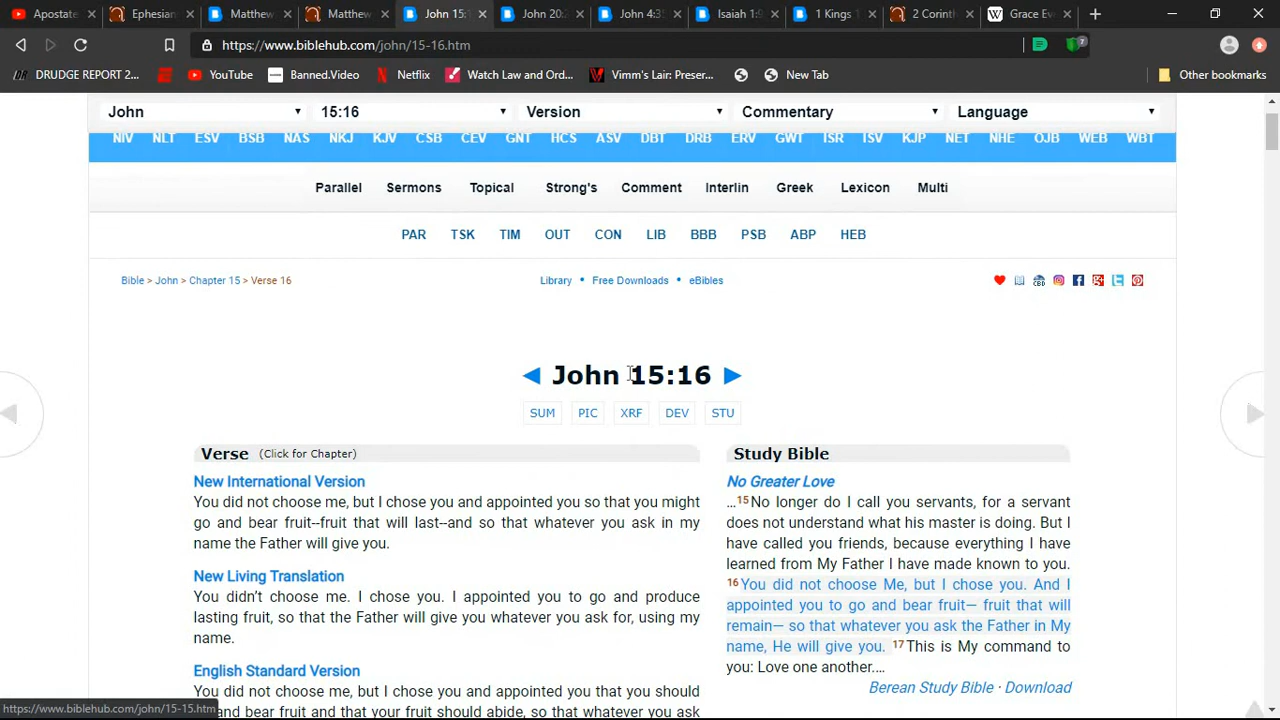 Apostate
Ephesian
Matthew
Matthew
John 15:1
John 20:2
John 4:35
Isaiah 1:9
1 Kings 1
2 Corinth
Grace Eve
https://www.biblehub.com/john/15-16.htm
7
DRUDGE REPORT 2...
YouTube
Banned.Video
Netflix
Watch Law and Ord...
Vimm's Lair: Preser...
New Tab
Other bookmarks
John
15:16
Version
Commentary
Language
NIV NLT ESV BSB NAS NKJ KJV CSB CEV GNT HCS ASV DBT DRB ERV GWT ISR ISV KJP NET NHE OJB WEB WBT
Parallel Sermons Topical Strong's Comment Interlin Greek Lexicon Multi
PAR TSK TIM OUT CON LIB BBB PSB ABP HEB
Bible > John > Chapter 15 > Verse 16
Library • Free Downloads • eBibles
◄ John 15:16 ►
SUM PIC XRF DEV STU
Verse (Click for Chapter)
New International Version
You did not choose me, but I chose you and appointed you so that you might
go and bear fruit--fruit that will last--and so that whatever you ask in my
name the Father will give you.
New Living Translation
You didn't choose me. I chose you. I appointed you to go and produce
lasting fruit, so that the Father will give you whatever you ask for, using my
name.
English Standard Version
You did not choose me, but I chose you and appointed you that you should
and bear fruit and that your fruit should abide, so that whatever you ask
Study Bible
No Greater Love
…15No longer do I call you servants, for a servant
does not understand what his master is doing. But I
have called you friends, because everything I have
learned from My Father I have made known to you.
16You did not choose Me, but I chose you. And I
appointed you to go and bear fruit— fruit that will
remain— so that whatever you ask the Father in My
name, He will give you. 17This is My command to
you: Love one another.…
Berean Study Bible · Download
https://www.biblehub.com/john/15-15.htm